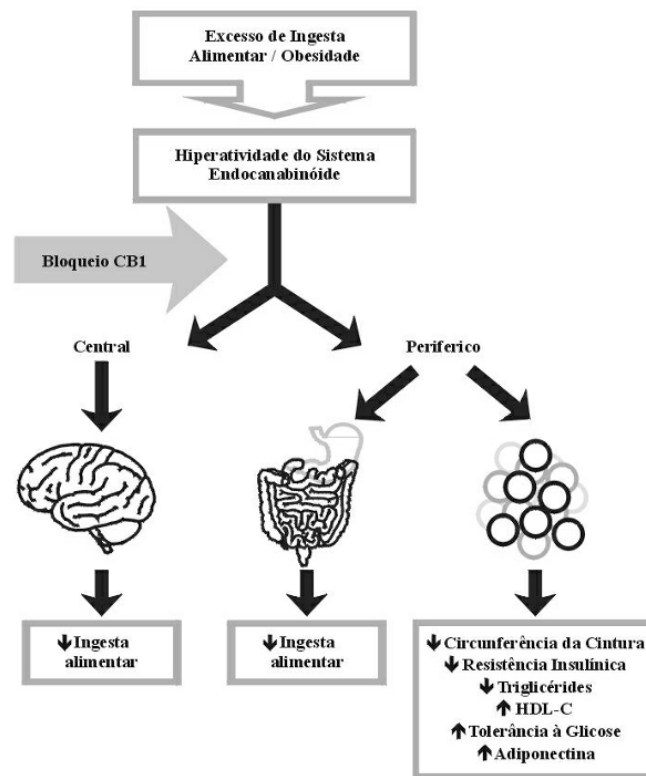 Excesso de Ingesta
Alimentar / Obesidade
Hiperatividade do Sistema
Endocanabinóide
Bloqueio CB1
Central
Periferico
↓Ingesta
alimentar
↓Ingesta
alimentar
↓Circunferência da Cintura
↓Resistência Insulínica
↓Triglicérides
↑HDL-C
↑Tolerância à Glicose
↑Adiponectina